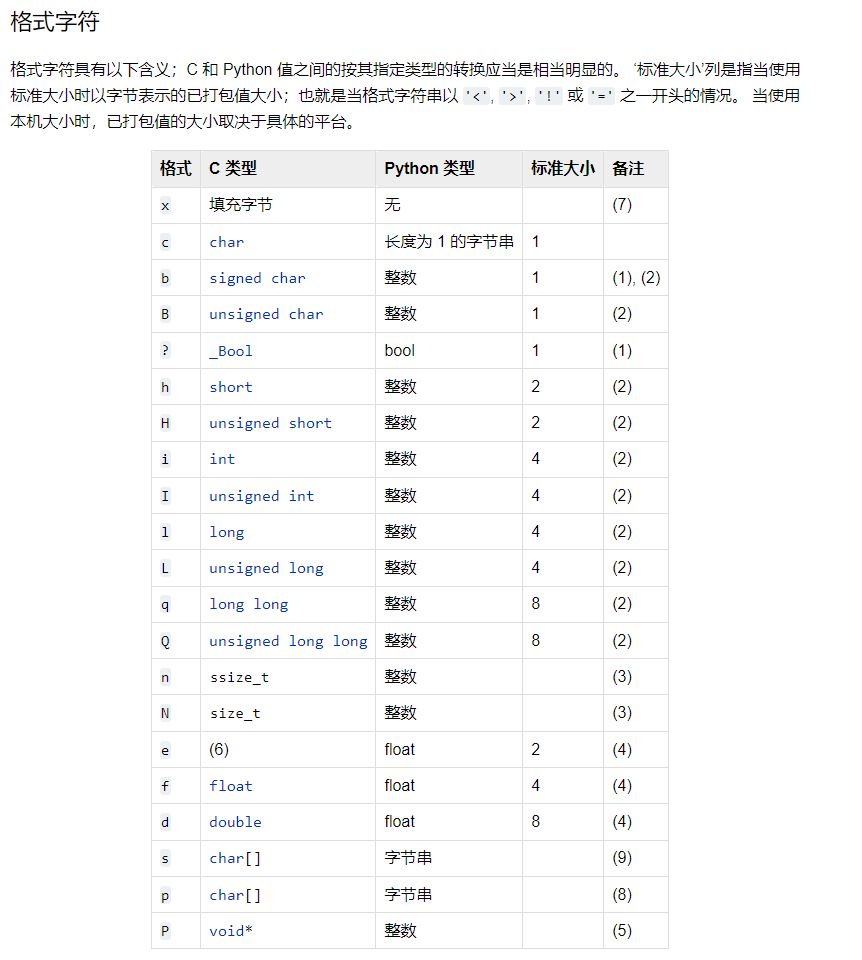 格式字符
格式字符具有以下含义；C 和 Python 值之间的按其指定类型的转换应当是相当明显的。 ‘标准大小’列是指当使用
标准大小时以字节表示的已打包值大小；也就是当格式字符串以 '<', '>', '!' 或 '=' 之一开头的情况。 当使用
本机大小时，已打包值的大小取决于具体的平台。
格式 C 类型 Python 类型 标准大小 备注
x 填充字节 无 (7)
c char 长度为 1 的字节串 1
b signed char 整数 1 (1), (2)
B unsigned char 整数 1 (2)
? _Bool bool 1 (1)
h short 整数 2 (2)
H unsigned short 整数 2 (2)
i int 整数 4 (2)
I unsigned int 整数 4 (2)
l long 整数 4 (2)
L unsigned long 整数 4 (2)
q long long 整数 8 (2)
Q unsigned long long 整数 8 (2)
n ssize_t 整数 (3)
N size_t 整数 (3)
e (6) float 2 (4)
f float float 4 (4)
d double float 8 (4)
s char[] 字节串 (9)
p char[] 字节串 (8)
P void* 整数 (5)